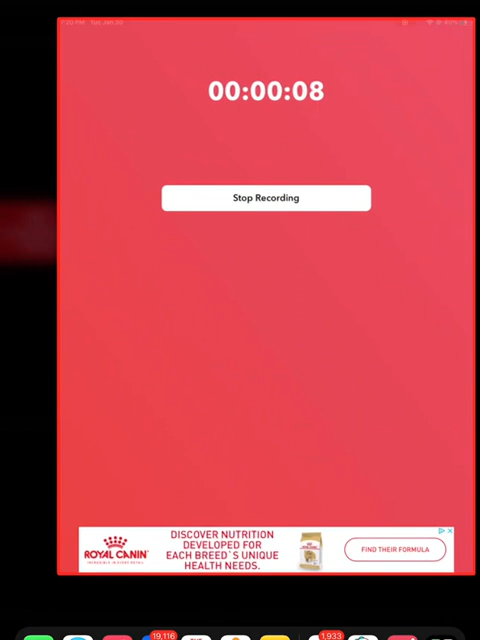 00:00:08
Stop Recording
ROYAL CANIN
DISCOVER NUTRITION
DEVELOPED FOR
EACH BREED`S UNIQUE
HEALTH NEEDS.
FIND THEIR FORMULA
19,116
1,933